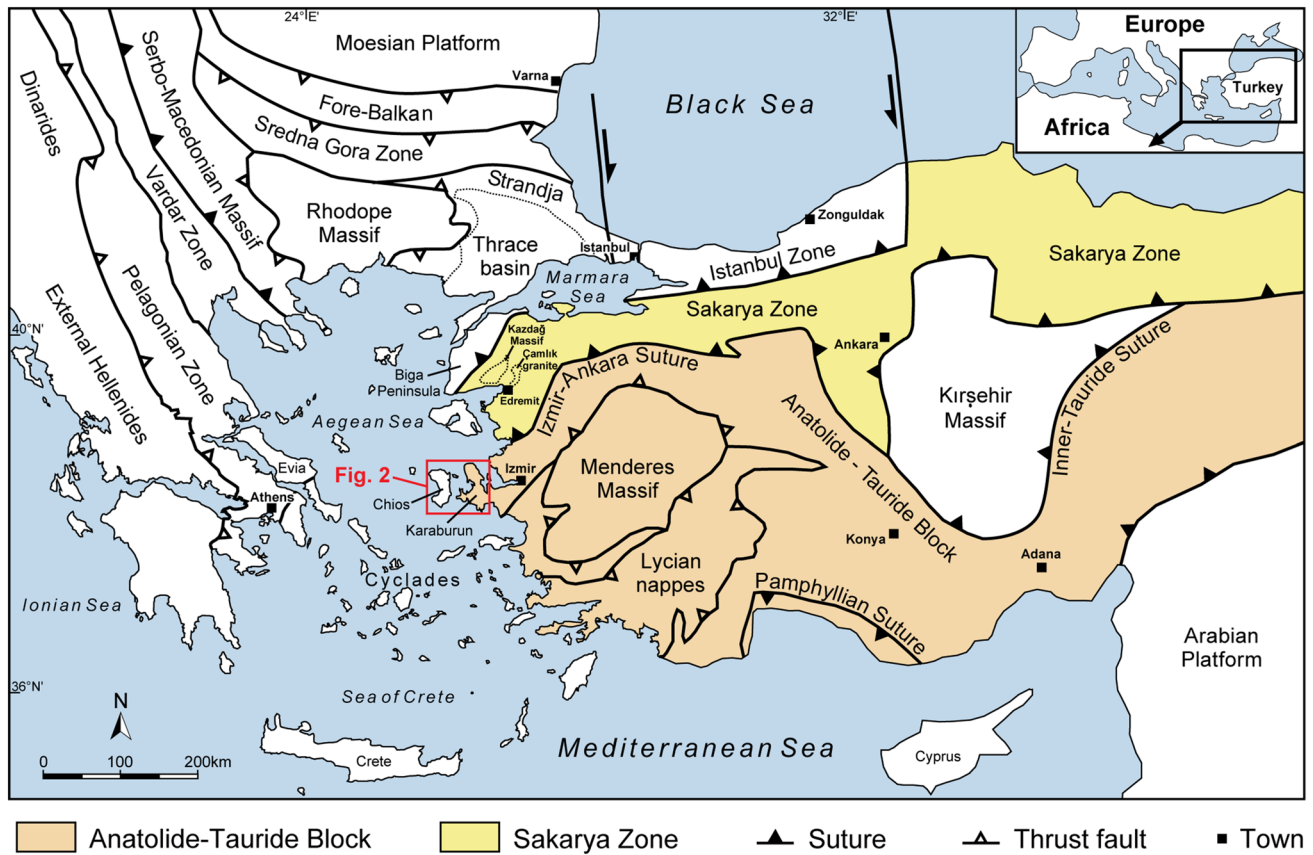 24°E'
32°E'
Europe
Turkey
Africa
Moesian Platform
Varna
Black Sea
Dinarides
Serbo-Macedonian Massif
Fore-Balkan
Sredna Gora Zone
Strandja
Vardar Zone
Rhodope
Massif
Thrace
basin
Istanbul
Zonguldak
Istanbul Zone
Marmara
Sea
Sakarya Zone
Sakarya Zone
Pelagonian Zone
External Hellenides
40°N'
Kazdağ
Massif
Çamlık
granite
Edremit
Biga
Peninsula
Izmir-Ankara Suture
Ankara
Kırşehir
Massif
Inner-Tauride Suture
Aegean Sea
Anatolide - Tauride Block
Evia
Athens
Fig. 2
Chios
Karaburun
Izmir
Menderes
Massif
Konya
Adana
Lycian
nappes
Pamphyllian Suture
Cyclades
Ionian Sea
Arabian
Platform
36°N'
Sea of Crete
N
0 100 200km
Crete
Mediterranean Sea
Cyprus
Anatolide-Tauride Block
Sakarya Zone
Suture
Thrust fault
Town